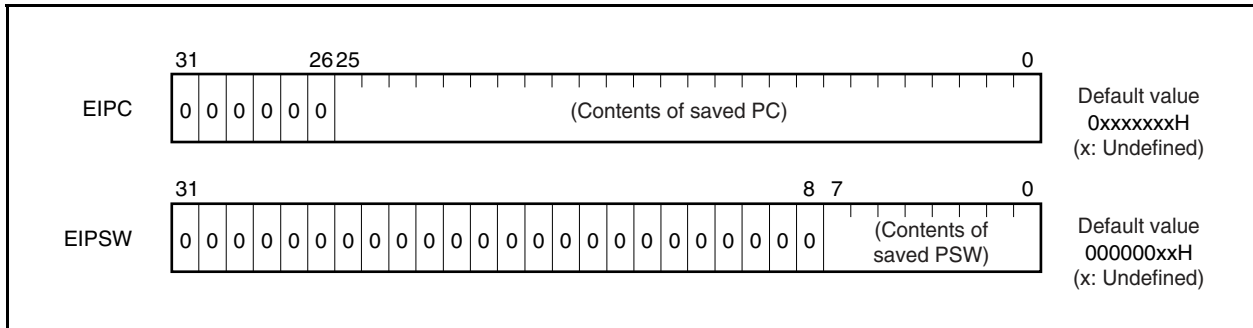 31 26 25 0
EIPC 0 0 0 0 0 0 (Contents of saved PC)
Default value
0xxxxxxxH
(x: Undefined)
31 8 7 0
EIPSW 0 0 0 0 0 0 0 0 0 0 0 0 0 0 0 0 0 0 0 0 0 0 0 0 (Contents of
saved PSW)
Default value
000000xxH
(x: Undefined)